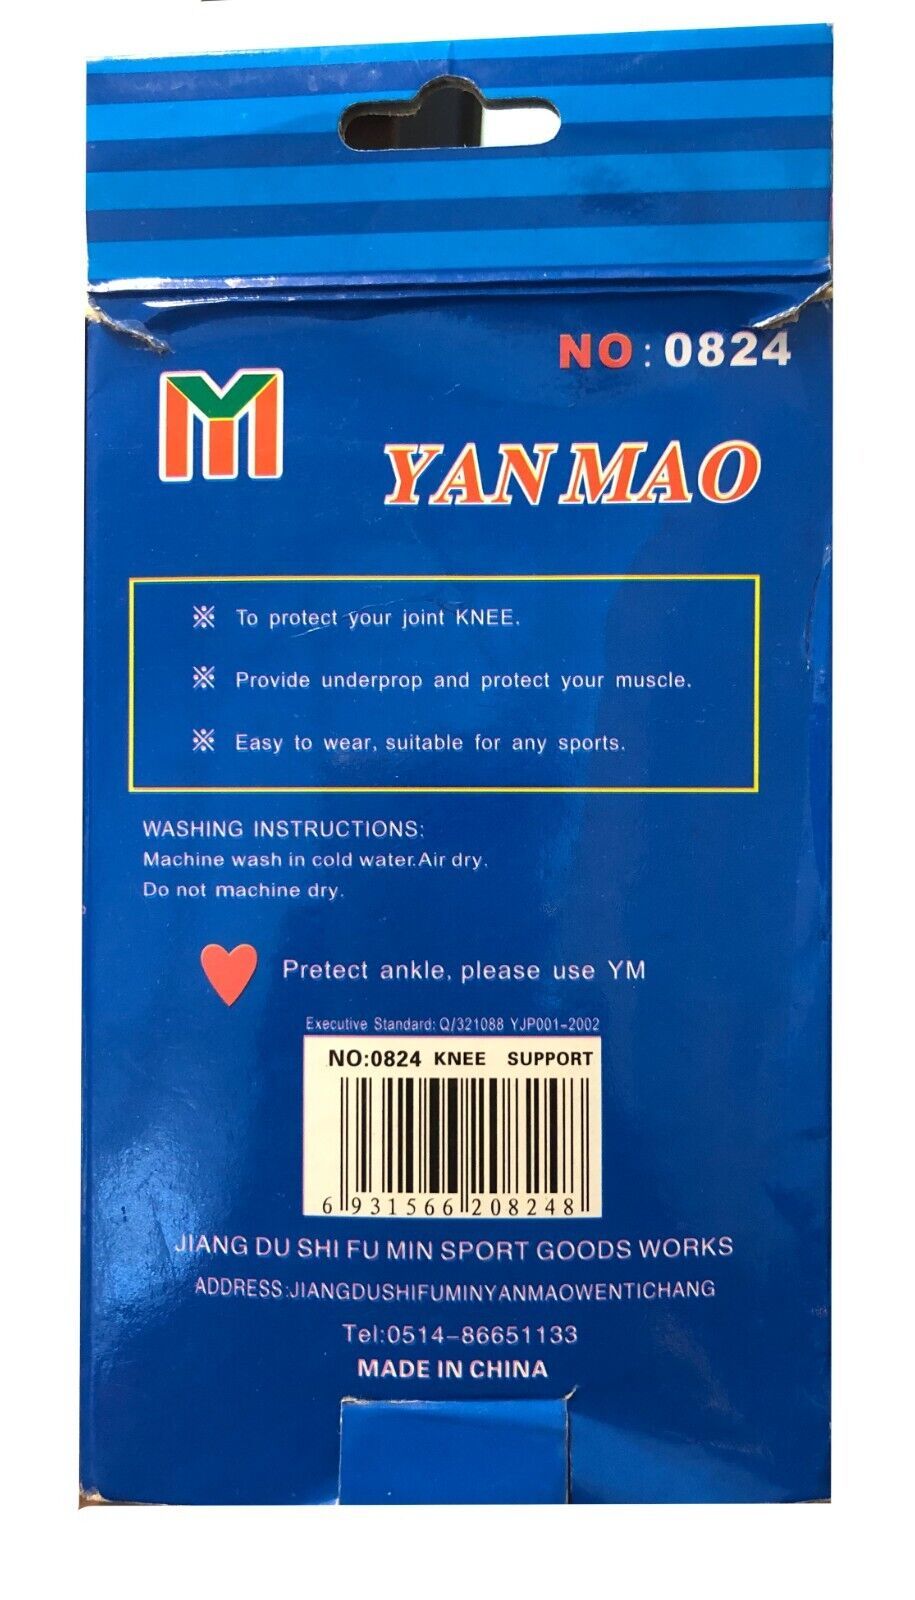 NO: 0824
YM
YANMAO
※ To protect your joint KNEE.
※ Provide underprop and protect your muscle.
※ Easy to wear, suitable for any sports.
WASHING INSTRUCTIONS:
Machine wash in cold water. Air dry.
Do not machine dry.
Pretect ankle, please use YM
Executive Standard: Q/321088 YJP001-2002
NO:0824 KNEE SUPPORT
6 931566 208248
JIANG DU SHI FU MIN SPORT GOODS WORKS
ADDRESS:JIANGDUSHIFUMINYANMAOWENTICHANG
Tel:0514-86651133
MADE IN CHINA